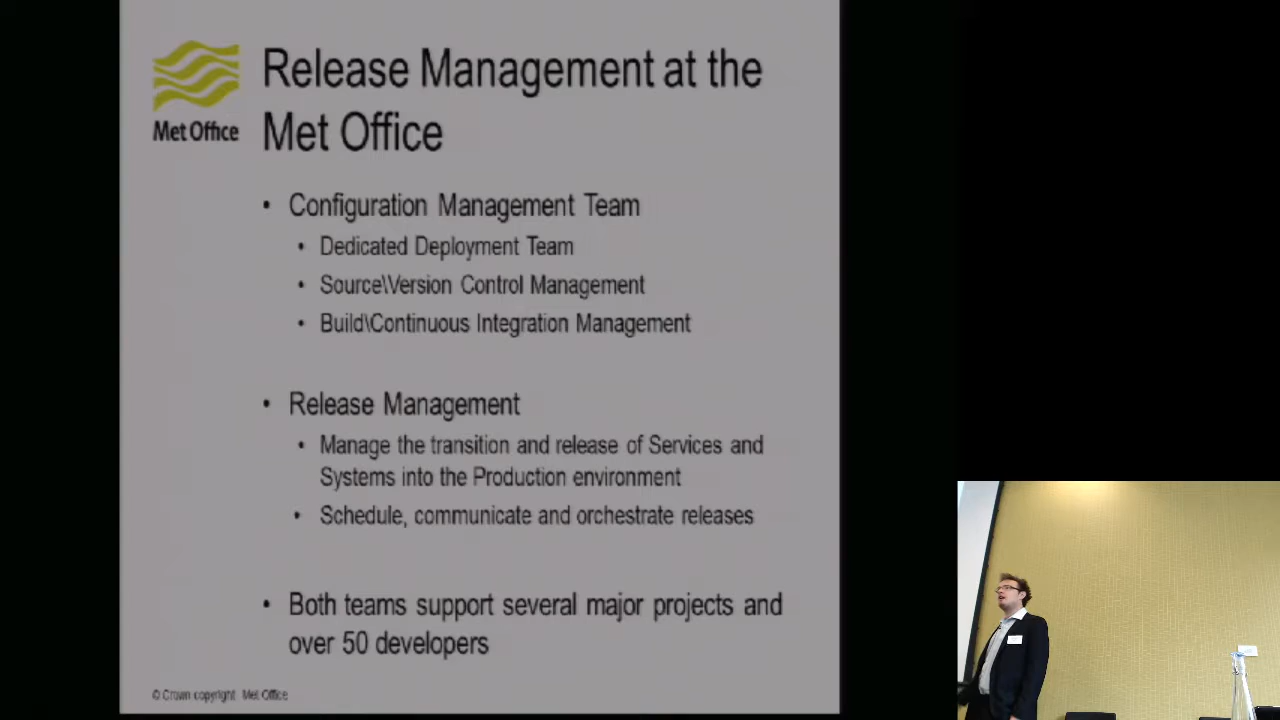 Release Management at the
Met Office
Met Office
• Configuration Management Team
• Dedicated Deployment Team
• Source\Version Control Management
• Build\Continuous Integration Management
• Release Management
• Manage the transition and release of Services and
Systems into the Production environment
• Schedule, communicate and orchestrate releases
• Both teams support several major projects and
over 50 developers
© Crown copyright Met Office